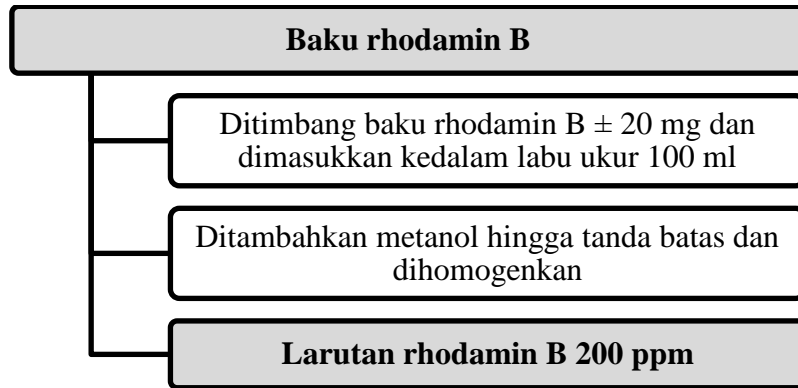 Baku rhodamin B
Ditimbang baku rhodamin B ± 20 mg dan
dimasukkan kedalam labu ukur 100 ml
Ditambahkan metanol hingga tanda batas dan
dihomogenkan
Larutan rhodamin B 200 ppm